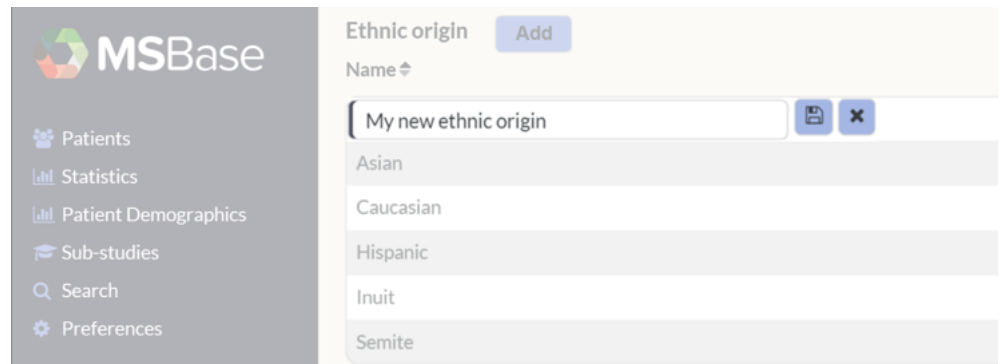 MSBase
Patients
Statistics
Patient Demographics
Sub-studies
Search
Preferences
Ethnic origin
Add
Name
My new ethnic origin
Asian
Caucasian
Hispanic
Inuit
Semite